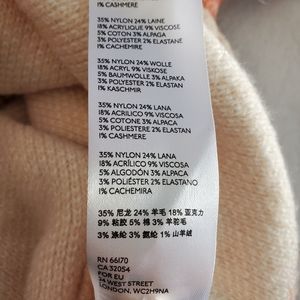 1% CASHMERE
35% NYLON 24% LAINE
18% ACRYLIQUE 9% VISCOSE
5% COTON 3% ALPAGA
3% POLYESTER 2% ELASTANE
1% CACHEMIRE
35% NYLON 24% WOLLE
18% ACRYL 9% VISKOSE
5% BAUMWOLLE 3% ALPAKA
3% POLYESTER 2% ELASTAN
1% KASCHMIR
35% NYLON 24% LANA
18% ACRILICO 9% VISCOSA
5% COTONE 3% ALPACA
3% POLIESTERE 2% ELASTAN
1% CASHMERE
35% NYLON 24% LANA
18% ACRÍLICO 9% VISCOSA
5% ALGODÓN 3% ALPACA
3% POLIÉSTER 2% ELASTANO
1% CACHEMIRA
35% 尼龙 24% 羊毛 18% 亚克力
9% 粘胶 5% 棉 3% 羊驼毛
3% 涤纶 3% 氨纶 1% 山羊绒
RN 66170
CA 32054
FOR EU
34 WEST STREET
LONDON, WC2H9NA